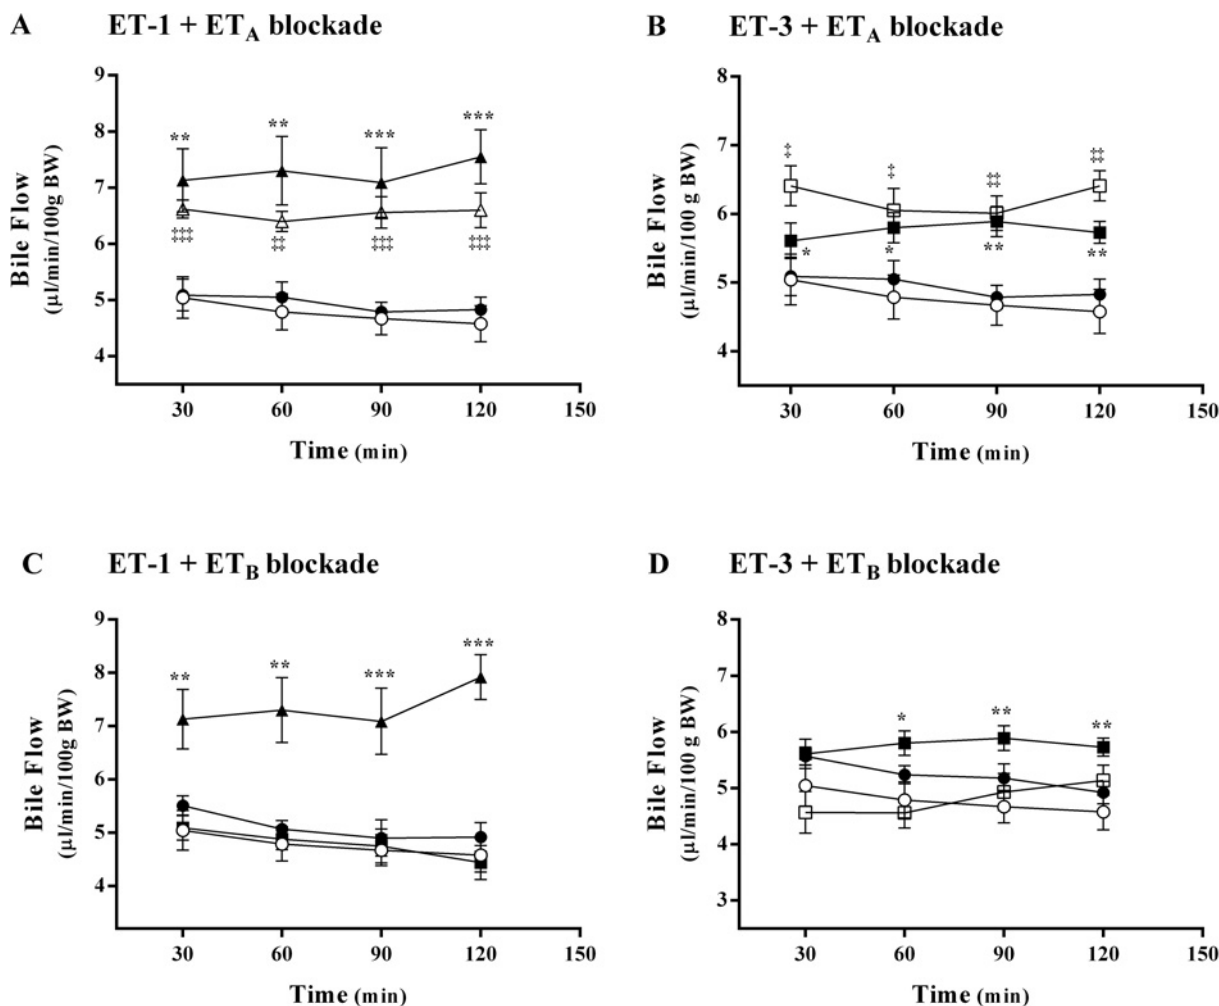 A ET-1 + ETA blockade
Bile Flow
(µl/min/100g BW)
9
8
7
6
5
4
** ** *** ***
‡‡‡ ‡‡ ‡‡‡ ‡‡‡
30 60 90 120 150
Time (min)
B ET-3 + ETA blockade
Bile Flow
(µl/min/100 g BW)
8
7
6
5
4
‡ ‡ ‡‡ ‡‡
* * ** **
30 60 90 120 150
Time (min)
C ET-1 + ETB blockade
Bile Flow
(µl/min/100g BW)
9
8
7
6
5
4
** ** *** ***
30 60 90 120 150
Time (min)
D ET-3 + ETB blockade
Bile Flow
(µl/min/100 g BW)
8
7
6
5
4
3
* ** **
30 60 90 120 150
Time (min)